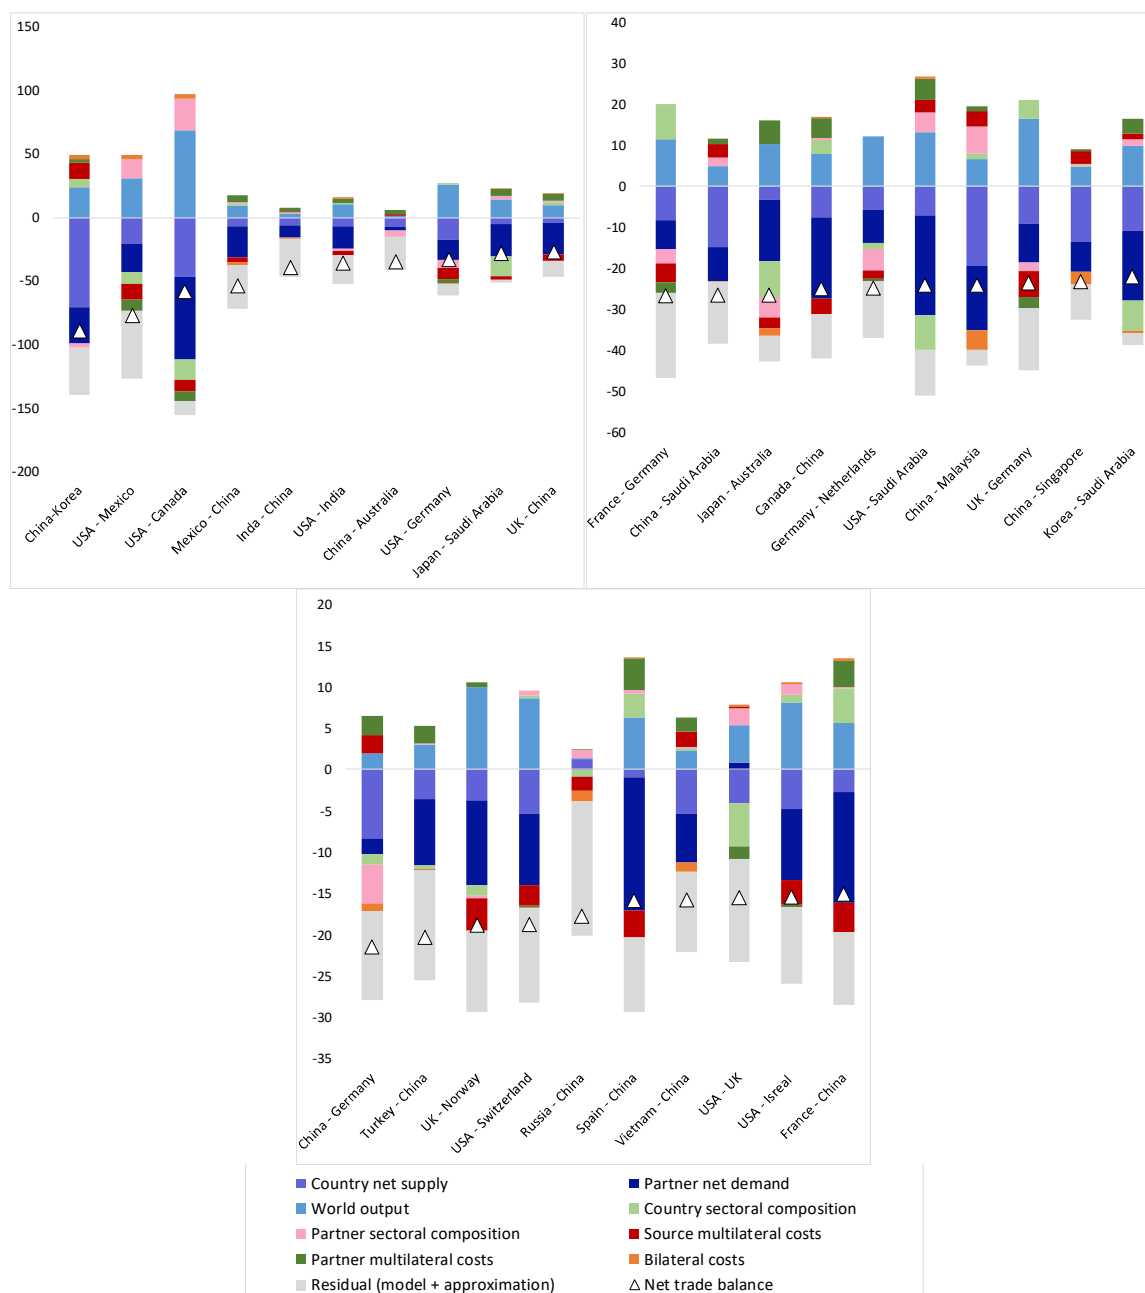 150
100
50
0
-50
-100
-150
-200
China-Korea
USA - Mexico
USA - Canada
Mexico - China
Inda - China
USA - India
China - Australia
USA - Germany
Japan - Saudi Arabia
UK - China
40
30
20
10
0
-10
-20
-30
-40
-50
-60
France - Germany
China - Saudi Arabia
Japan - Australia
Canada - China
Germany - Netherlands
USA - Saudi Arabia
China - Malaysia
UK - Germany
China - Singapore
Korea - Saudi Arabia
20
15
10
5
0
-5
-10
-15
-20
-25
-30
-35
China - Germany
Turkey - China
UK - Norway
USA - Switzerland
Russia - China
Spain - China
Vietnam - China
USA - UK
USA - Isreal
France - China
Country net supply
Partner net demand
World output
Country sectoral composition
Partner sectoral composition
Source multilateral costs
Partner multilateral costs
Bilateral costs
Residual (model + approximation)
Net trade balance